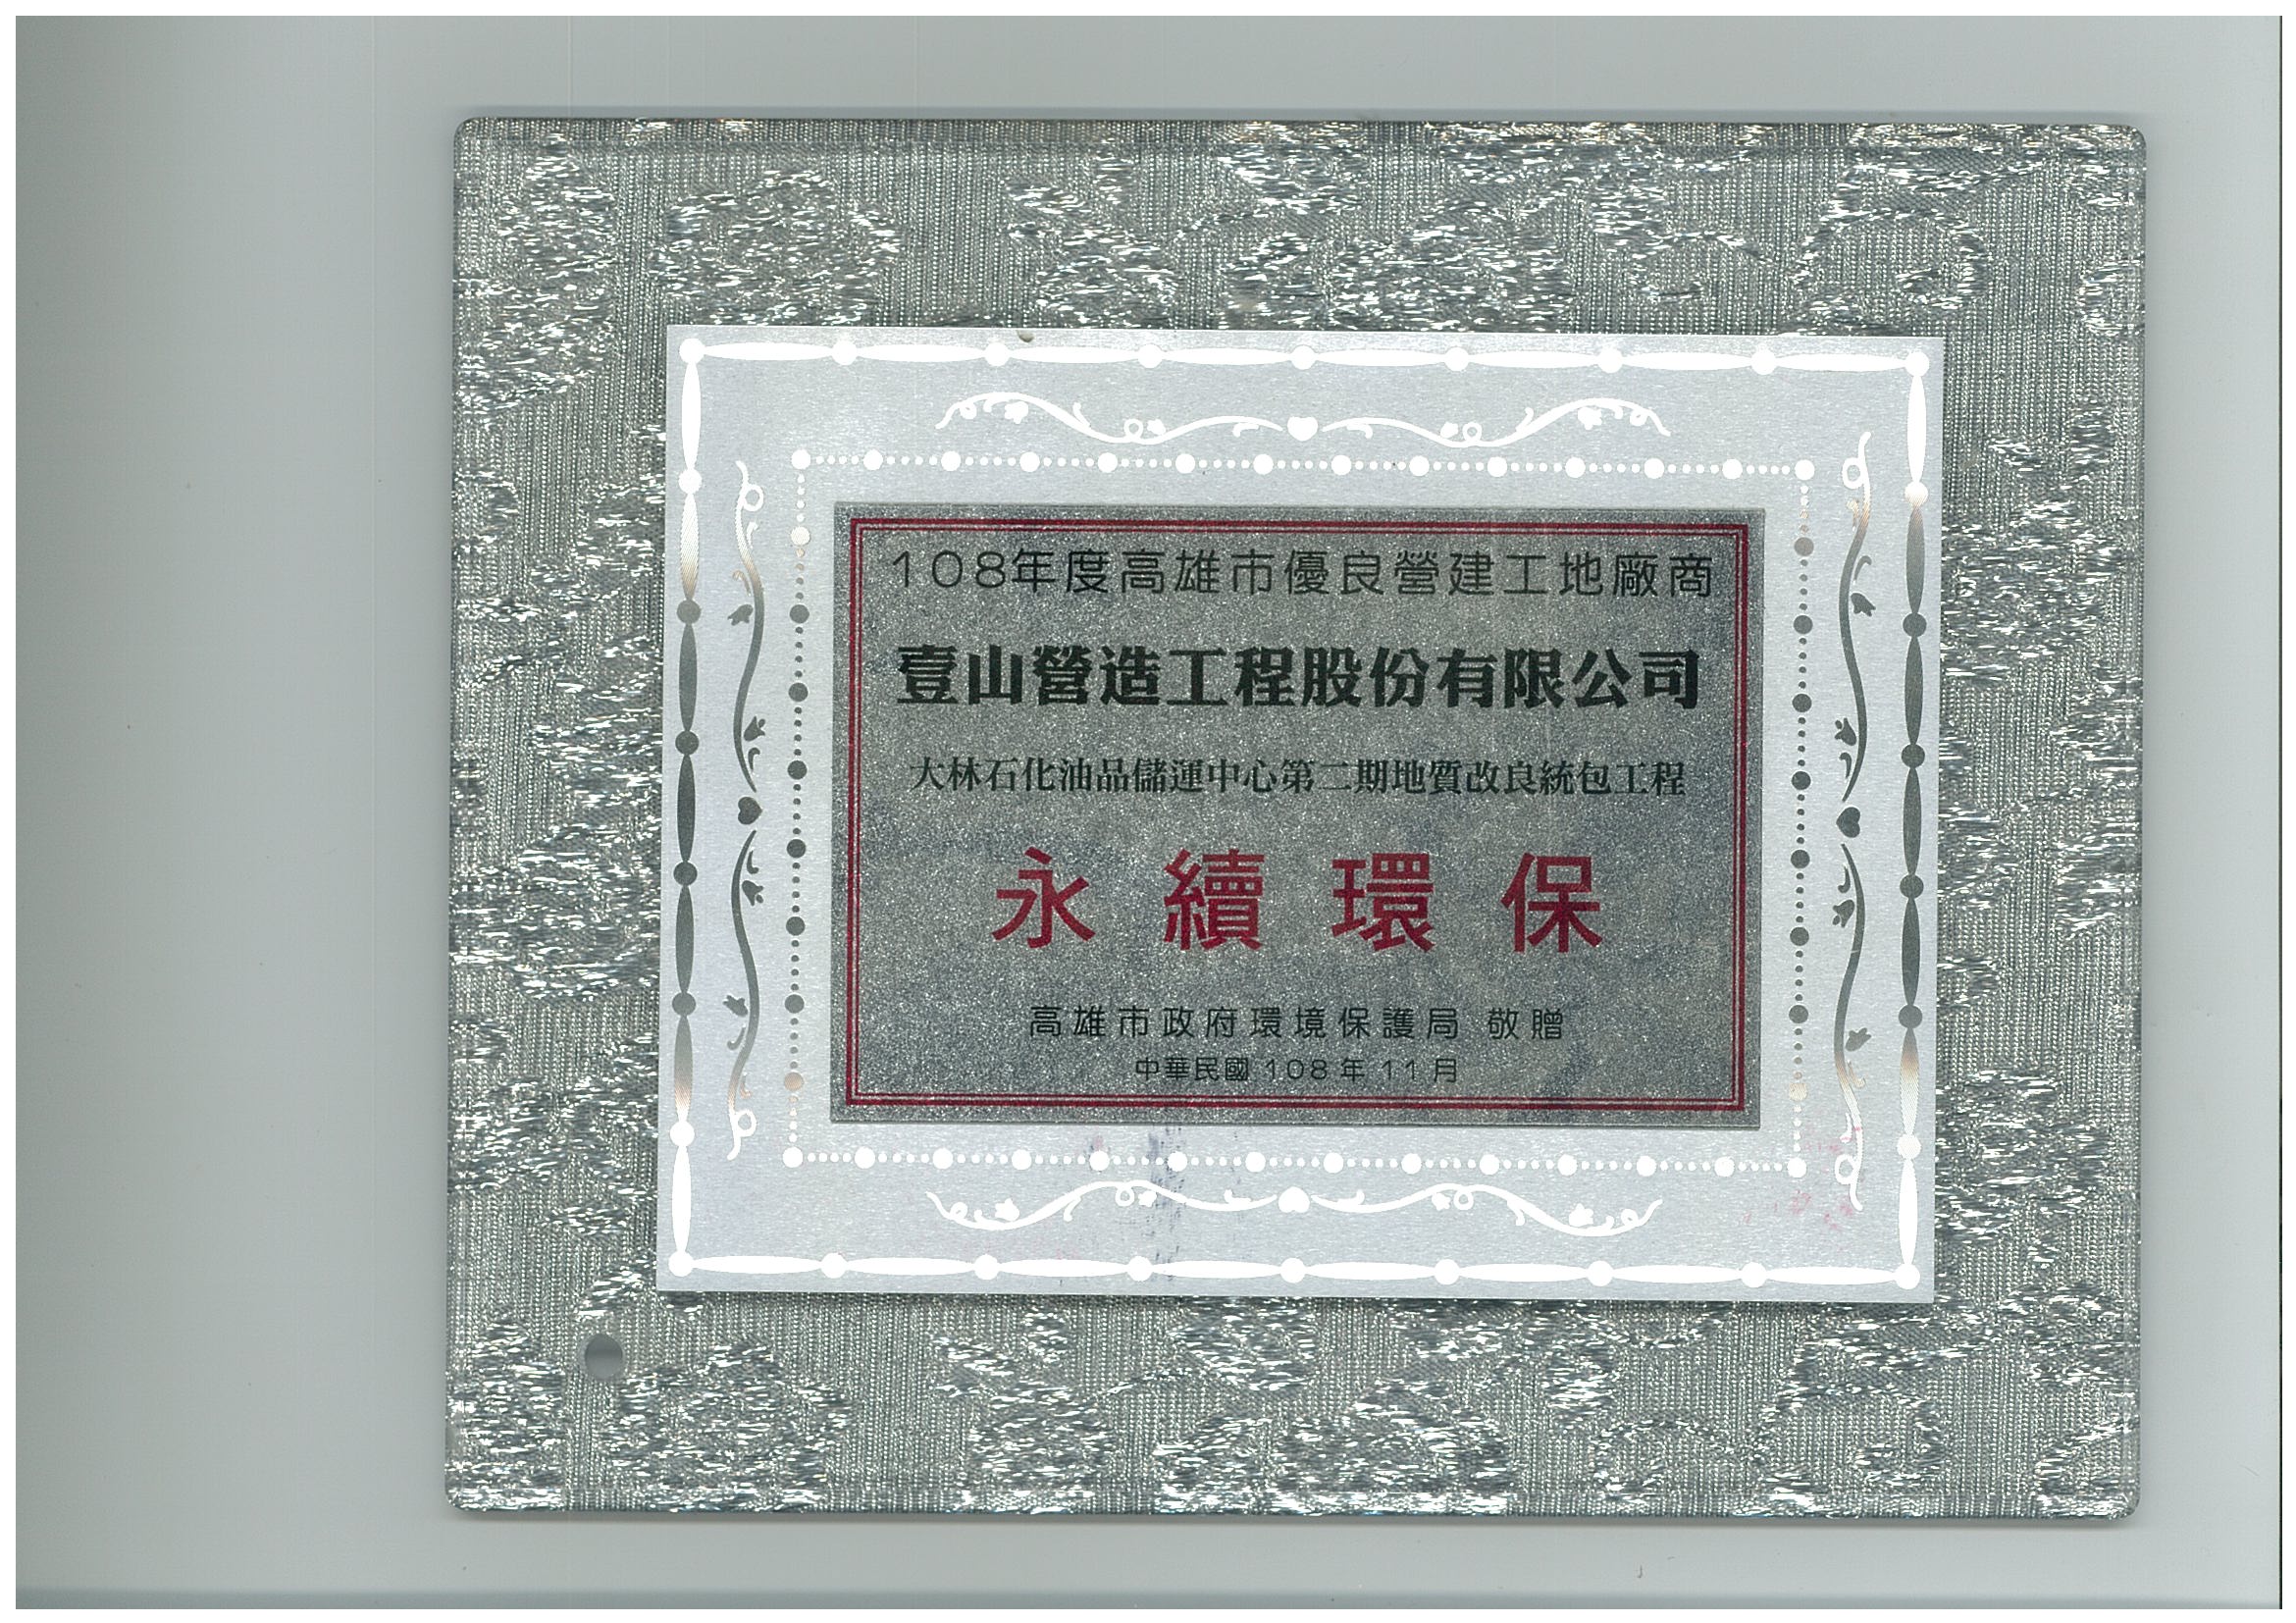 108年度高雄市優良營建工地廠商
壹山營造工程股份有限公司
大林石化油品儲運中心第二期地質改良統包工程
永續環保
高雄市政府環境保護局 敬贈
中華民國108年11月